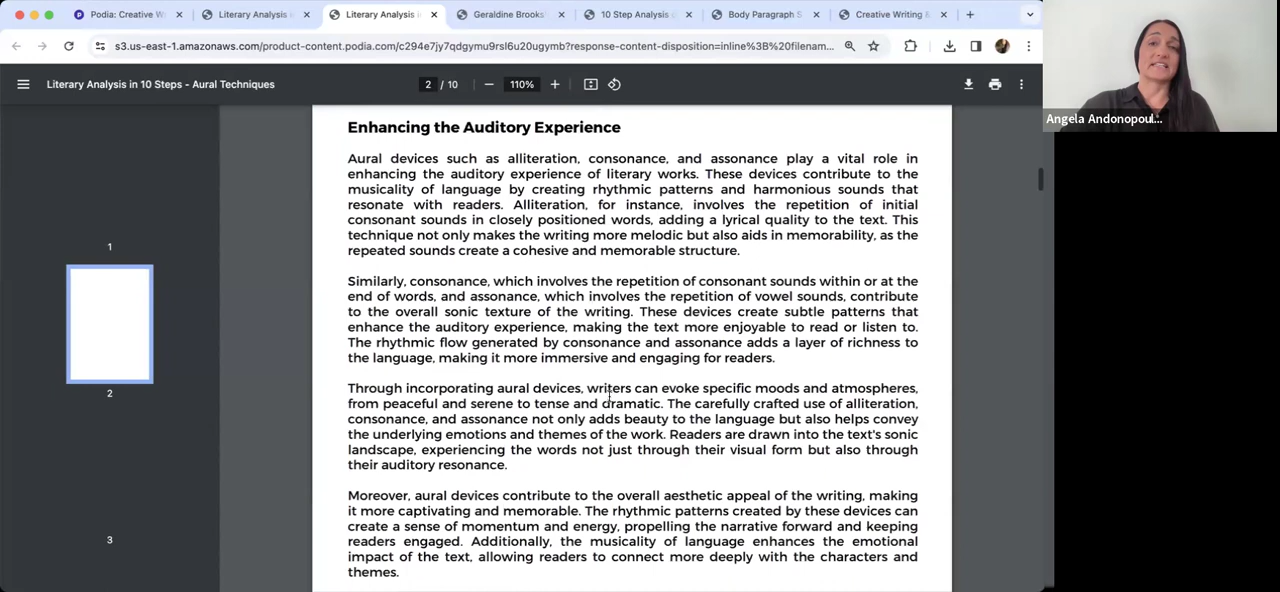 Podia: Creative W
Literary Analysis in
Literary Analysis in
Geraldine Brooks
10 Step Analysis
Body Paragraph S
Creative Writing &
s3.us-east-1.amazonaws.com/product-content.podia.com/c294e7jy7qdgymu9rsl6u20ugymb?response-content-disposition=inline%3B%20filenam...
Literary Analysis in 10 Steps - Aural Techniques
2 / 10
110%
Angela Andonopoul...
Enhancing the Auditory Experience
Aural devices such as alliteration, consonance, and assonance play a vital role in
enhancing the auditory experience of literary works. These devices contribute to the
musicality of language by creating rhythmic patterns and harmonious sounds that
resonate with readers. Alliteration, for instance, involves the repetition of initial
consonant sounds in closely positioned words, adding a lyrical quality to the text. This
technique not only makes the writing more melodic but also aids in memorability, as the
repeated sounds create a cohesive and memorable structure.
Similarly, consonance, which involves the repetition of consonant sounds within or at the
end of words, and assonance, which involves the repetition of vowel sounds, contribute
to the overall sonic texture of the writing. These devices create subtle patterns that
enhance the auditory experience, making the text more enjoyable to read or listen to.
The rhythmic flow generated by consonance and assonance adds a layer of richness to
the language, making it more immersive and engaging for readers.
Through incorporating aural devices, writers can evoke specific moods and atmospheres,
from peaceful and serene to tense and dramatic. The carefully crafted use of alliteration,
consonance, and assonance not only adds beauty to the language but also helps convey
the underlying emotions and themes of the work. Readers are drawn into the text's sonic
landscape, experiencing the words not just through their visual form but also through
their auditory resonance.
Moreover, aural devices contribute to the overall aesthetic appeal of the writing, making
it more captivating and memorable. The rhythmic patterns created by these devices can
create a sense of momentum and energy, propelling the narrative forward and keeping
readers engaged. Additionally, the musicality of language enhances the emotional
impact of the text, allowing readers to connect more deeply with the characters and
themes.
1
2
3